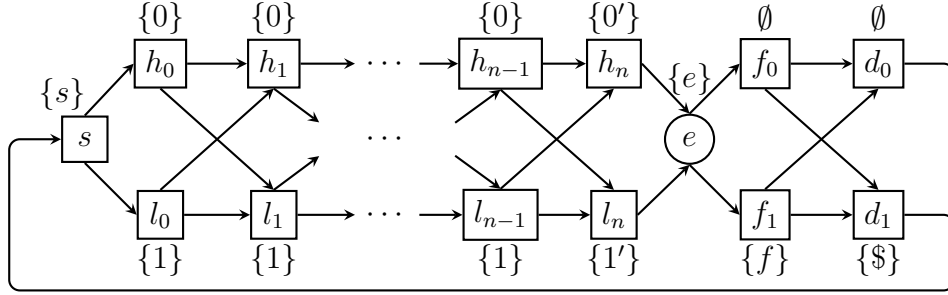 {0} {0} {0} {0′} ∅ ∅
h₀ h₁ ⋯ hₙ₋₁ hₙ f₀ d₀
{s} {e}
s ⋯ e
l₀ l₁ ⋯ lₙ₋₁ lₙ f₁ d₁
{1} {1} {1} {1′} {f} {$}